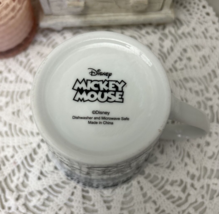 Disney
MICKEY
MOUSE
©Disney
Dishwasher and Microwave Safe
Made in China